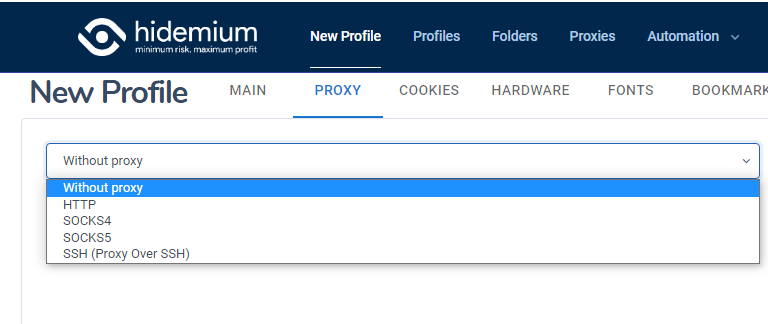 hidemium
minimum risk, maximum profit
New Profile Profiles Folders Proxies Automation
New Profile MAIN PROXY COOKIES HARDWARE FONTS BOOKMARK
Without proxy
Without proxy
HTTP
SOCKS4
SOCKS5
SSH (Proxy Over SSH)